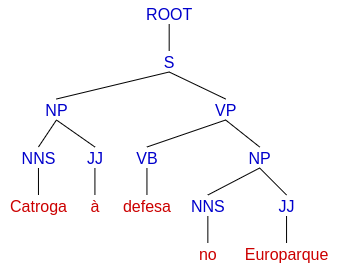 ROOT
S
NP VP
NNS JJ VB NP
Catroga à defesa NNS JJ
no Europarque